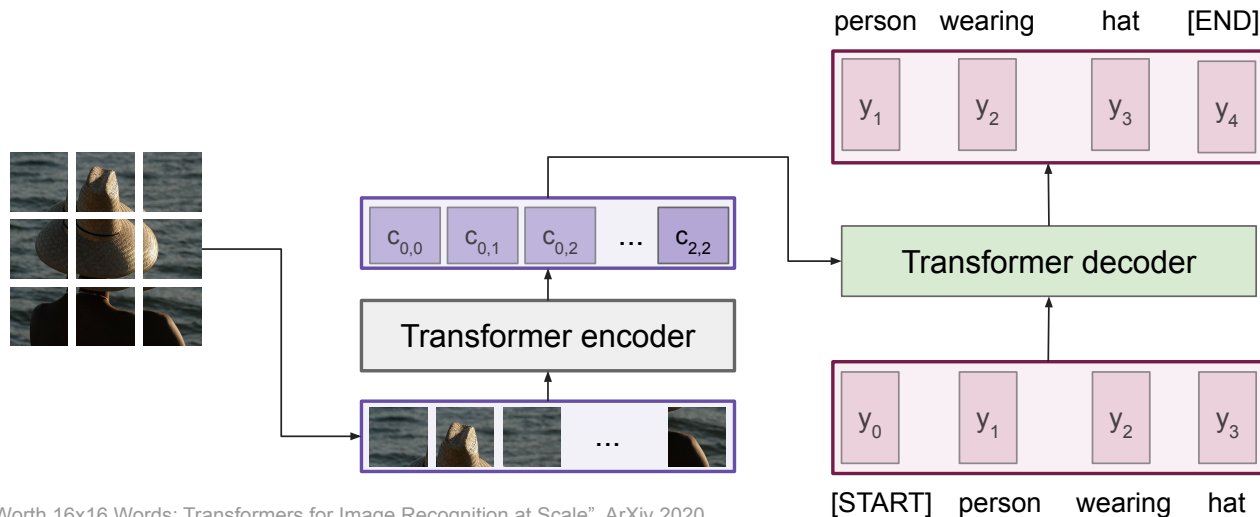 person wearing hat [END]
y1 y2 y3 y4
c0,0 c0,1 c0,2 ... c2,2
Transformer decoder
Transformer encoder
...
y0 y1 y2 y3
[START] person wearing hat
Worth 16x16 Words: Transformers for Image Recognition at Scale", ArXiv 2020